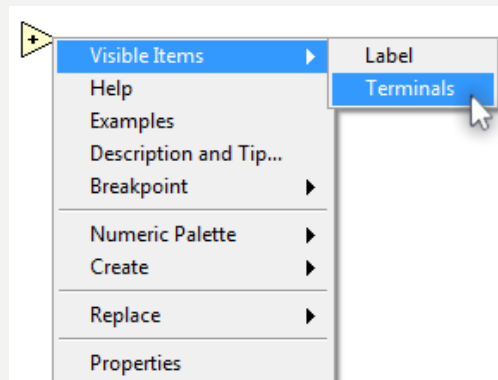 +
Visible Items
Label
Help
Terminals
Examples
Description and Tip...
Breakpoint
Numeric Palette
Create
Replace
Properties